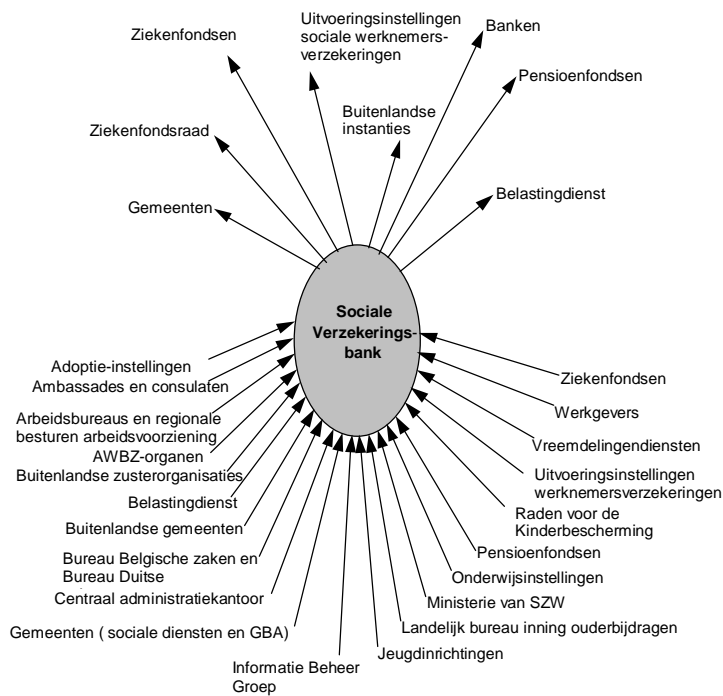 Uitvoeringsinstellingen
sociale werknemers-
verzekeringen
Ziekenfondsen
Banken
Pensioenfondsen
Buitenlandse
instanties
Ziekenfondsraad
Belastingdienst
Gemeenten
Sociale
Verzekerings-
bank
Adoptie-instellingen
Ambassades en consulaten
Arbeidsbureaus en regionale
besturen arbeidsvoorziening
AWBZ-organen
Buitenlandse zusterorganisaties
Belastingdienst
Buitenlandse gemeenten
Bureau Belgische zaken en
Bureau Duitse
Centraal administratiekantoor
Gemeenten ( sociale diensten en GBA)
Informatie Beheer
Groep
Ziekenfondsen
Werkgevers
Vreemdelingendiensten
Uitvoeringsinstellingen
werknemersverzekeringen
Raden voor de
Kinderbescherming
Pensioenfondsen
Onderwijsinstellingen
Ministerie van SZW
Landelijk bureau inning ouderbijdragen
Jeugdinrichtingen